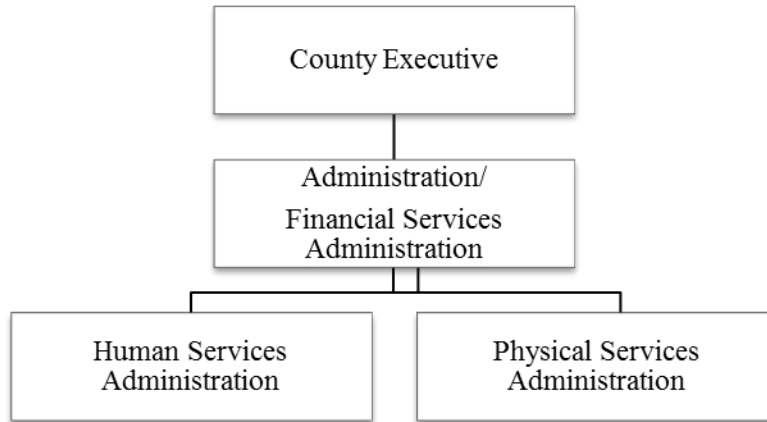 County Executive
Administration/
Financial Services
Administration
Human Services
Administration
Physical Services
Administration